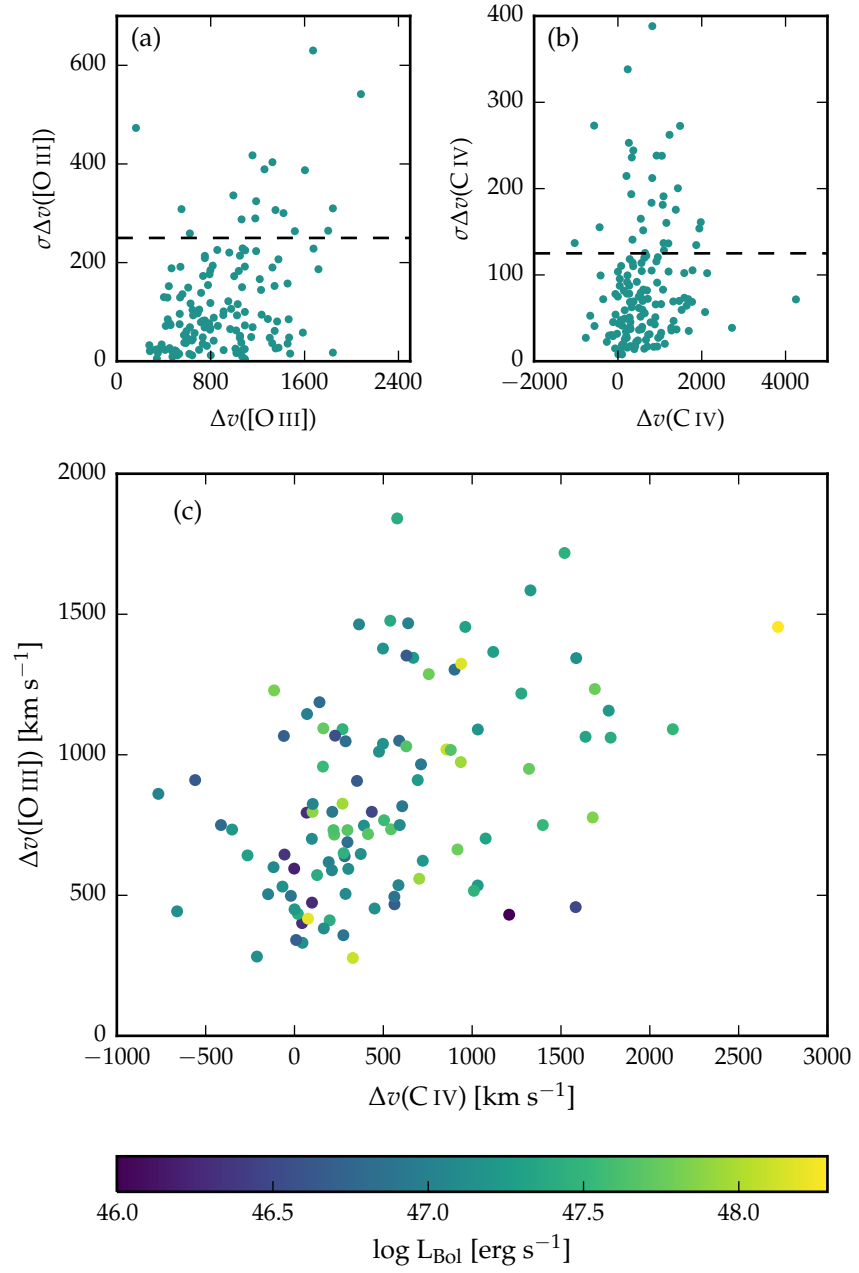 (a)
600
400
200
0
σΔv([O III])
0 800 1600 2400
Δv([O III])
(b)
400
300
200
100
0
σΔv(C IV)
−2000 0 2000 4000
Δv(C IV)
(c)
2000
1500
1000
500
0
Δv([O III]) [km s⁻¹]
−1000 −500 0 500 1000 1500 2000 2500 3000
Δv(C IV) [km s⁻¹]
46.0 46.5 47.0 47.5 48.0
log L_Bol [erg s⁻¹]